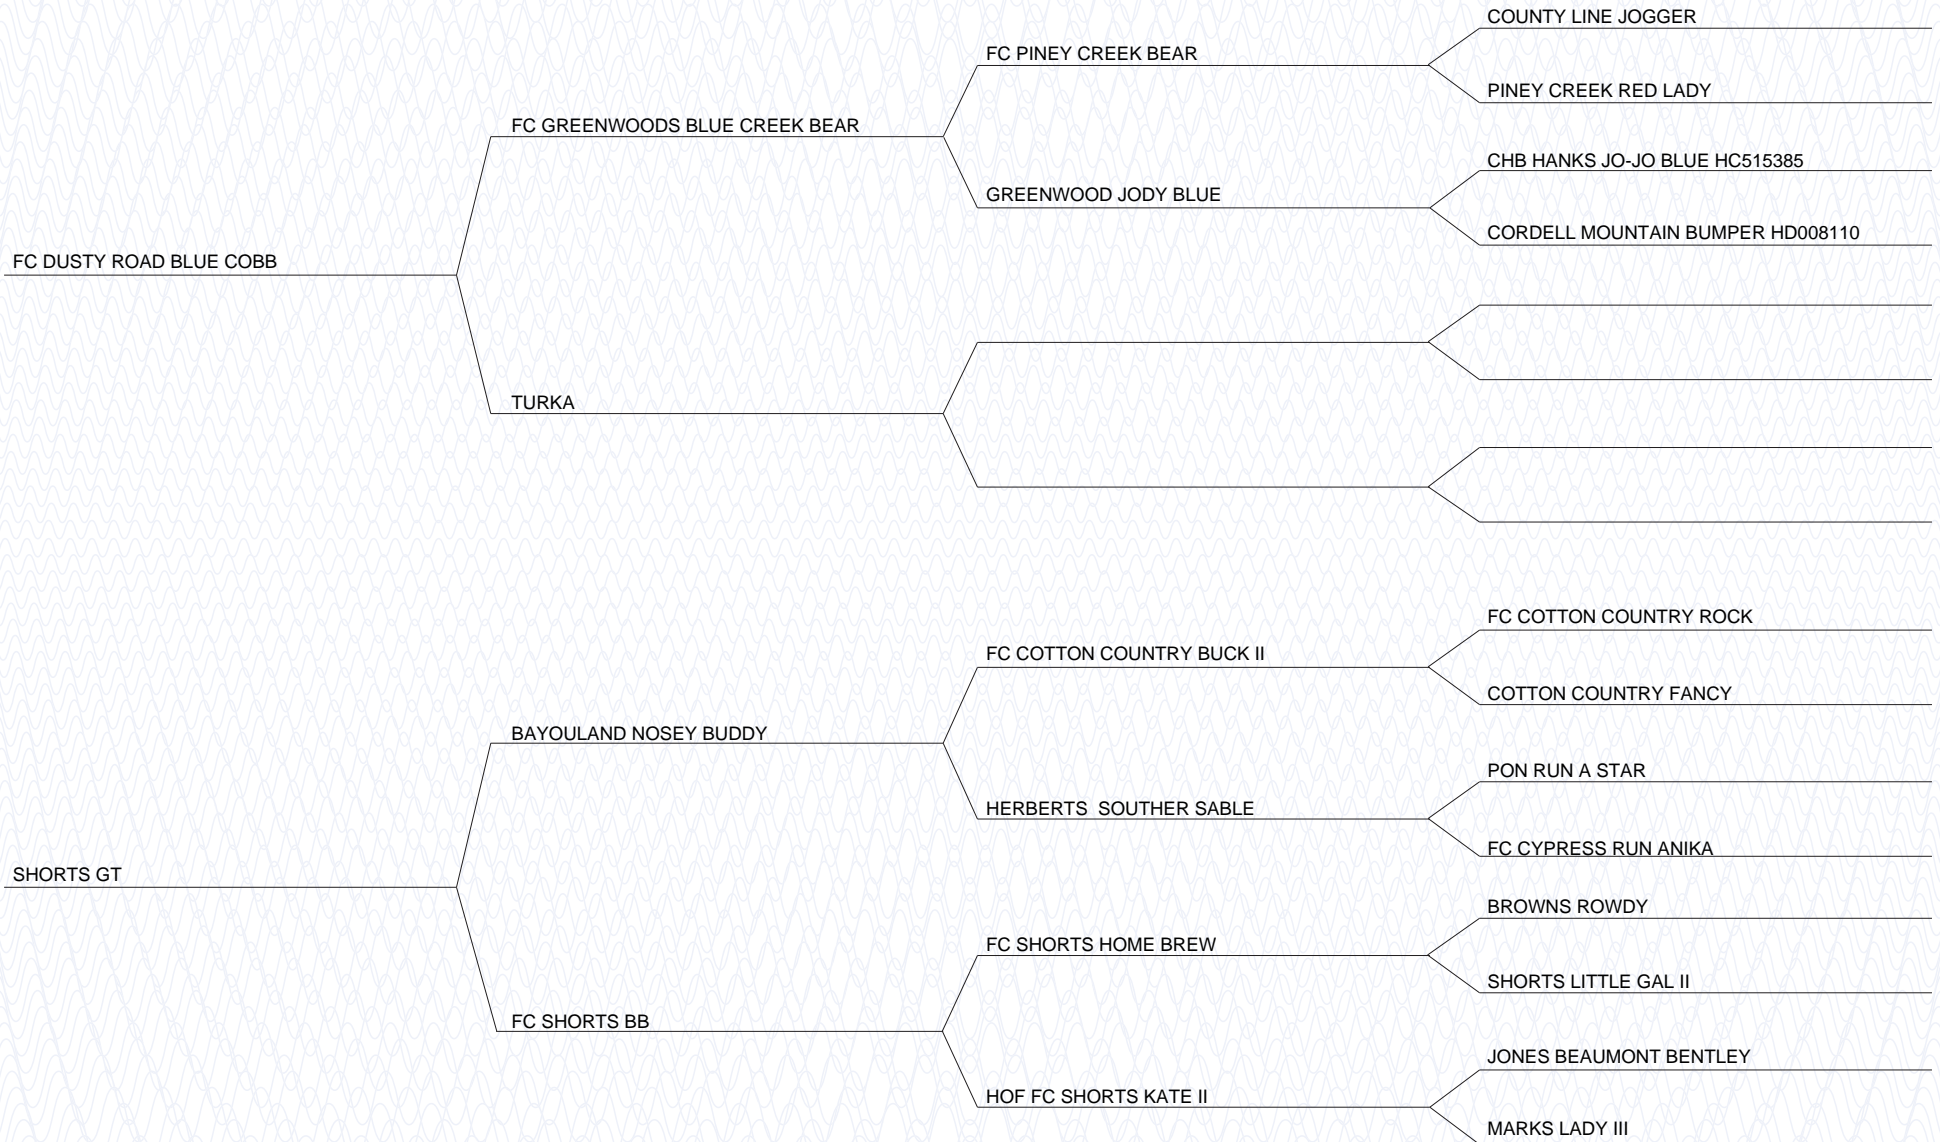 COUNTY LINE JOGGER
FC PINEY CREEK BEAR
PINEY CREEK RED LADY
FC GREENWOODS BLUE CREEK BEAR
CHB HANKS JO-JO BLUE HC515385
GREENWOOD JODY BLUE
CORDELL MOUNTAIN BUMPER HD008110
FC DUSTY ROAD BLUE COBB
TURKA
FC COTTON COUNTRY ROCK
FC COTTON COUNTRY BUCK II
COTTON COUNTRY FANCY
BAYOULAND NOSEY BUDDY
PON RUN A STAR
HERBERTS  SOUTHER SABLE
FC CYPRESS RUN ANIKA
SHORTS GT
BROWNS ROWDY
FC SHORTS HOME BREW
SHORTS LITTLE GAL II
FC SHORTS BB
JONES BEAUMONT BENTLEY
HOF FC SHORTS KATE II
MARKS LADY III